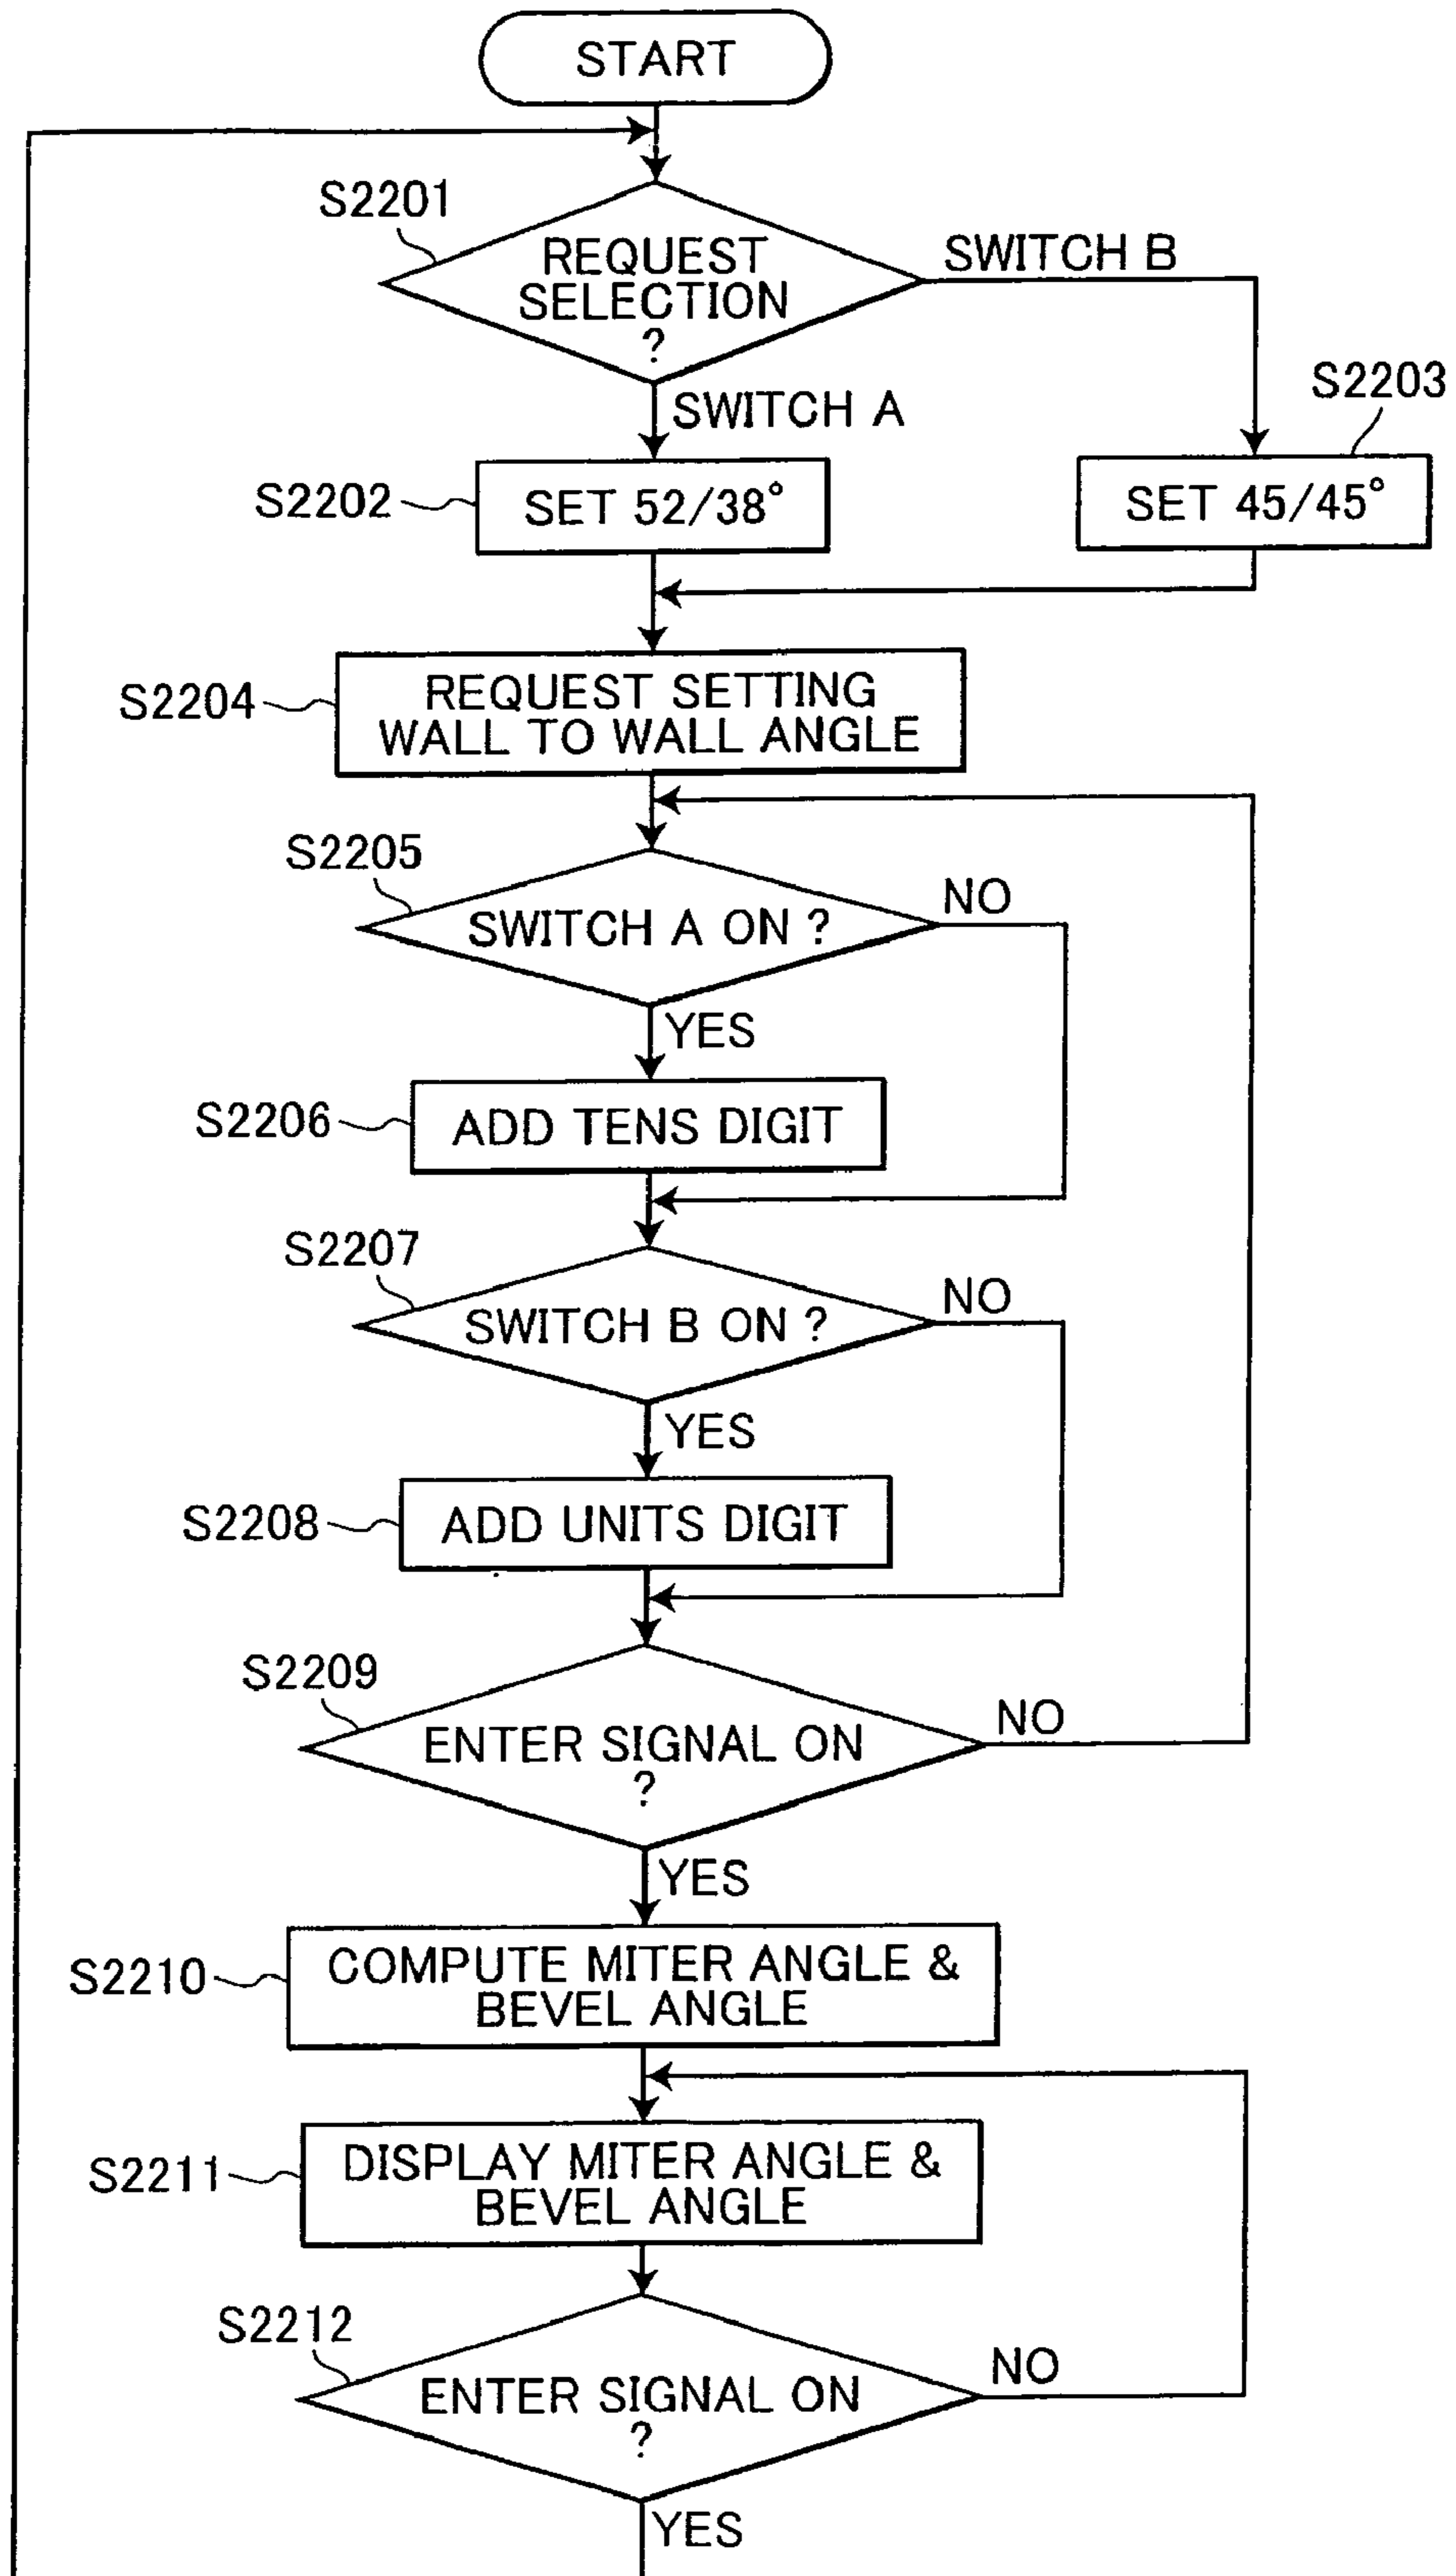 START
S2201
REQUEST
SELECTION
?
SWITCH B
SWITCH A
S2203
S2202
SET 52/38°
SET 45/45°
S2204
REQUEST SETTING
WALL TO WALL ANGLE
S2205
SWITCH A ON ?
NO
YES
S2206
ADD TENS DIGIT
S2207
SWITCH B ON ?
NO
YES
S2208
ADD UNITS DIGIT
S2209
ENTER SIGNAL ON
?
NO
YES
S2210
COMPUTE MITER ANGLE &
BEVEL ANGLE
S2211
DISPLAY MITER ANGLE &
BEVEL ANGLE
S2212
ENTER SIGNAL ON
?
NO
YES